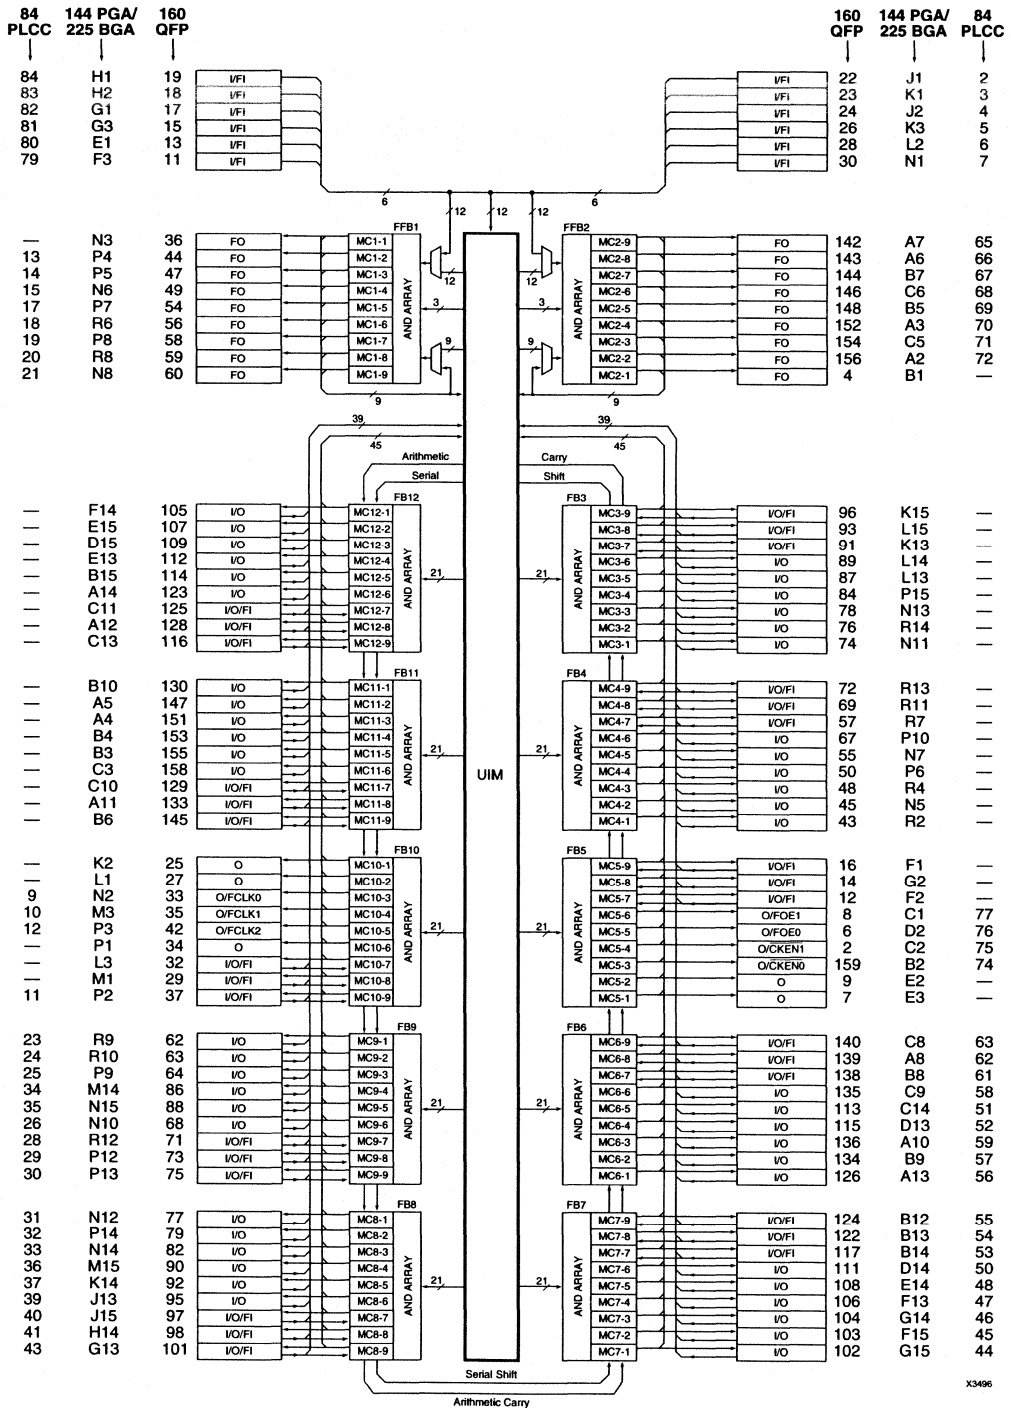 84 PLCC 144 PGA/ 225 BGA 160 QFP
160 QFP 144 PGA/ 225 BGA 84 PLCC
84 H1 19 I/FI I/FI 22 J1 2
83 H2 18 I/FI I/FI 23 K1 3
82 G1 17 I/FI I/FI 24 J2 4
81 G3 15 I/FI I/FI 26 K3 5
80 E1 13 I/FI I/FI 28 L2 6
79 F3 11 I/FI I/FI 30 N1 7
6 6
12 12 12
FFB1 FFB2
— N3 36 FO MC1-1 MC2-9 FO 142 A7 65
13 P4 44 FO MC1-2 MC2-8 FO 143 A6 66
14 P5 47 FO MC1-3 MC2-7 FO 144 B7 67
15 N6 49 FO MC1-4 MC2-6 FO 146 C6 68
17 P7 54 FO MC1-5 MC2-5 FO 148 B5 69
18 R6 56 FO MC1-6 MC2-4 FO 152 A3 70
19 P8 58 FO MC1-7 MC2-3 FO 154 C5 71
20 R8 59 FO MC1-8 MC2-2 FO 156 A2 72
21 N8 60 FO MC1-9 MC2-1 FO 4 B1 —
AND ARRAY AND ARRAY
12 12
3 3
9 9
9 9
39 39
45 45
Arithmetic Carry
Serial Shift
FB12 FB3
— F14 105 I/O MC12-1 MC3-9 I/O/FI 96 K15 —
— E15 107 I/O MC12-2 MC3-8 I/O/FI 93 L15 —
— D15 109 I/O MC12-3 MC3-7 I/O/FI 91 K13 —
— E13 112 I/O MC12-4 MC3-6 I/O 89 L14 —
— B15 114 I/O MC12-5 MC3-5 I/O 87 L13 —
— A14 123 I/O MC12-6 MC3-4 I/O 84 P15 —
— C11 125 I/O/FI MC12-7 MC3-3 I/O 78 N13 —
— A12 128 I/O/FI MC12-8 MC3-2 I/O 76 R14 —
— C13 116 I/O/FI MC12-9 MC3-1 I/O 74 N11 —
AND ARRAY 21 21 AND ARRAY
FB11 FB4
— B10 130 I/O MC11-1 MC4-9 I/O/FI 72 R13 —
— A5 147 I/O MC11-2 MC4-8 I/O/FI 69 R11 —
— A4 151 I/O MC11-3 MC4-7 I/O/FI 57 R7 —
— B4 153 I/O MC11-4 MC4-6 I/O 67 P10 —
— B3 155 I/O MC11-5 MC4-5 I/O 55 N7 —
— C3 158 I/O MC11-6 MC4-4 I/O 50 P6 —
— C10 129 I/O/FI MC11-7 MC4-3 I/O 48 R4 —
— A11 133 I/O/FI MC11-8 MC4-2 I/O 45 N5 —
— B6 145 I/O/FI MC11-9 MC4-1 I/O 43 R2 —
AND ARRAY 21 21 AND ARRAY
UIM
FB10 FB5
— K2 25 O MC10-1 MC5-9 I/O/FI 16 F1 —
— L1 27 O MC10-2 MC5-8 I/O/FI 14 G2 —
9 N2 33 O/FCLK0 MC10-3 MC5-7 I/O/FI 12 F2 —
10 M3 35 O/FCLK1 MC10-4 MC5-6 O/FOE1 8 C1 77
12 P3 42 O/FCLK2 MC10-5 MC5-5 O/FOE0 6 D2 76
— P1 34 O MC10-6 MC5-4 O/CKEN1 2 C2 75
— L3 32 I/O/FI MC10-7 MC5-3 O/CKEN0 159 B2 74
— M1 29 I/O/FI MC10-8 MC5-2 O 9 E2 —
11 P2 37 I/O/FI MC10-9 MC5-1 O 7 E3 —
AND ARRAY 21 21 AND ARRAY
FB9 FB6
23 R9 62 I/O MC9-1 MC6-9 I/O/FI 140 C8 63
24 R10 63 I/O MC9-2 MC6-8 I/O/FI 139 A8 62
25 P9 64 I/O MC9-3 MC6-7 I/O/FI 138 B8 61
34 M14 86 I/O MC9-4 MC6-6 I/O 135 C9 58
35 N15 88 I/O MC9-5 MC6-5 I/O 113 C14 51
26 N10 68 I/O MC9-6 MC6-4 I/O 115 D13 52
28 R12 71 I/O/FI MC9-7 MC6-3 I/O 136 A10 59
29 P12 73 I/O/FI MC9-8 MC6-2 I/O 134 B9 57
30 P13 75 I/O/FI MC9-9 MC6-1 I/O 126 A13 56
AND ARRAY 21 21 AND ARRAY
FB8 FB7
31 N12 77 I/O MC8-1 MC7-9 I/O/FI 124 B12 55
32 P14 79 I/O MC8-2 MC7-8 I/O/FI 122 B13 54
33 N14 82 I/O MC8-3 MC7-7 I/O/FI 117 B14 53
36 M15 90 I/O MC8-4 MC7-6 I/O 111 D14 50
37 K14 92 I/O MC8-5 MC7-5 I/O 108 E14 48
39 J13 95 I/O MC8-6 MC7-4 I/O 106 F13 47
40 J15 97 I/O/FI MC8-7 MC7-3 I/O 104 G14 46
41 H14 98 I/O/FI MC8-8 MC7-2 I/O 103 F15 45
43 G13 101 I/O/FI MC8-9 MC7-1 I/O 102 G15 44
AND ARRAY 21 21 AND ARRAY
Serial Shift
Arithmetic Carry
X3496